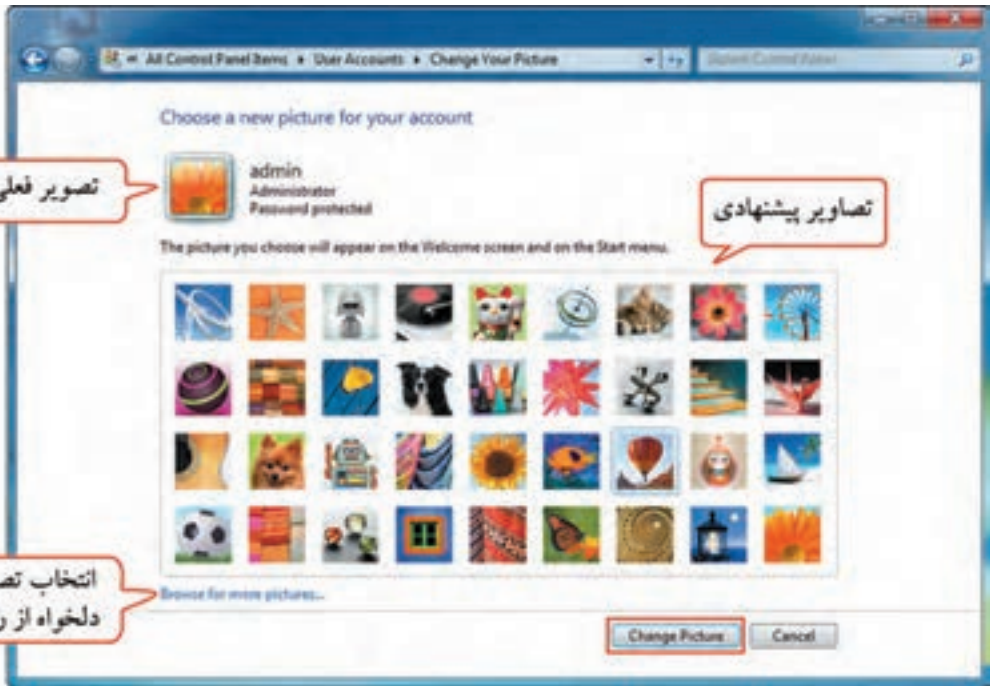 All Control Panel Items ▸ User Accounts ▸ Change Your Picture
Choose a new picture for your account
admin
Administrator
Password protected
تصویر فعلی
تصاویر پیشنهادی
The picture you choose will appear on the Welcome screen and on the Start menu.
Browse for more pictures...
انتخاب
دلخواه از
Change Picture
Cancel